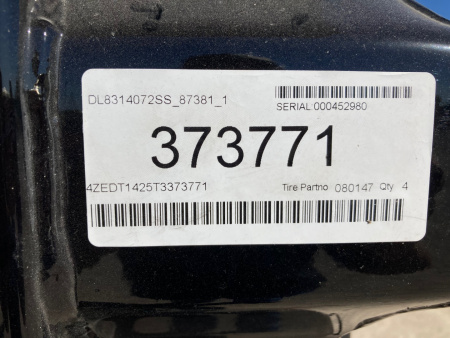 DL8314072SS_87381_1
SERIAL 000452980
373771
4ZEDT1425T3373771
Tire Partno 080147 Qty 4